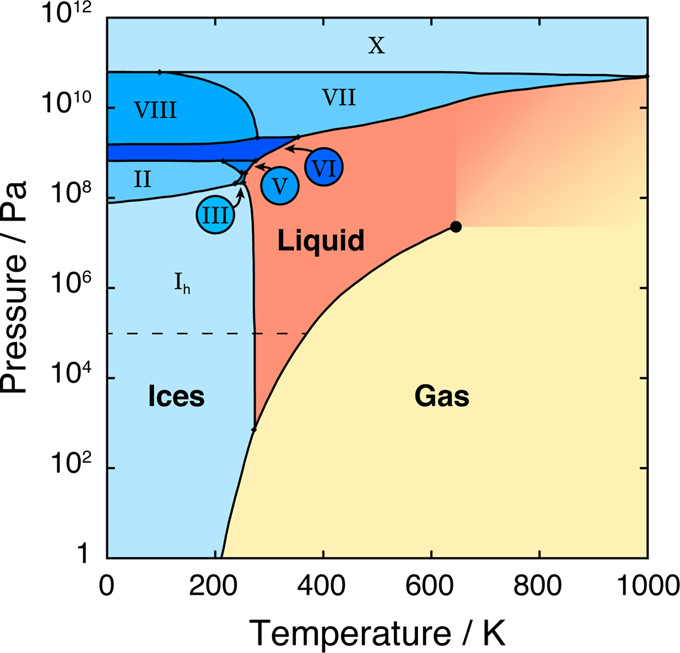 10¹²
10¹⁰
10⁸
10⁶
10⁴
10²
1
Pressure / Pa
X
VIII
VII
II
VI
V
III
Liquid
Iₕ
Ices
Gas
0 200 400 600 800 1000
Temperature / K